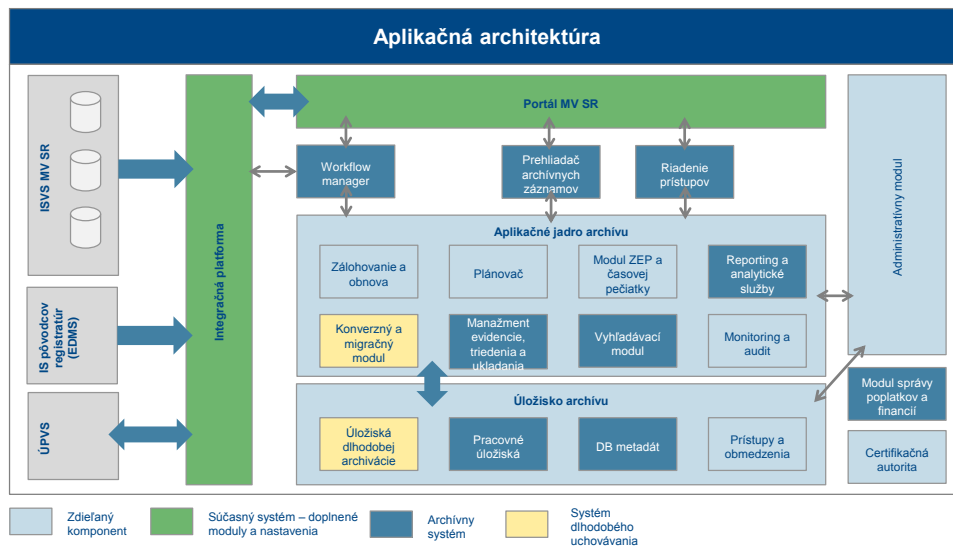 Aplikačná architektúra
ISVS MV SR
IS pôvodcov
registratúr
(EDMS)
ÚPVS
Integračná platforma
Portál MV SR
Workflow
manager
Prehliadač
archívnych
záznamov
Riadenie
prístupov
Aplikačné jadro archívu
Zálohovanie a
obnova
Plánovač
Modul ZEP a
časovej
pečiatky
Reporting a
analytické
služby
Konverzný a
migračný modul
Manažment
evidencie,
triedenia a
ukladania
Vyhľadávací
modul
Monitoring a
audit
Úložisko archívu
Úložiská
dlhodobej
archivácie
Pracovné
úložiská
DB metadát
Prístupy a
obmedzenia
Administratívny modul
Modul správy
poplatkov a
financií
Certifikačná
autorita
Zdieľaný
komponent
Súčasný systém – doplnené
moduly a nastavenia
Archívny
systém
Systém
dlhodobého
uchovávania